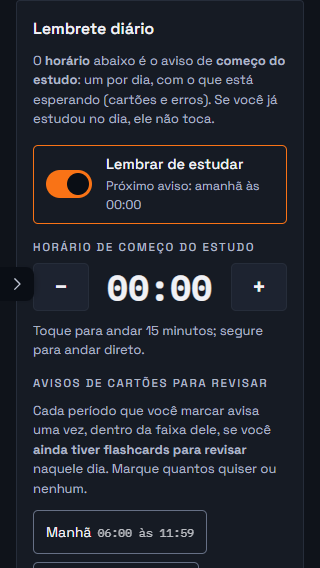 Lembrete diário
O horário abaixo é o aviso de começo do
estudo: um por dia, com o que está
esperando (cartões e erros). Se você já
estudou no dia, ele não toca.
Lembrar de estudar
Próximo aviso: amanhã às
00:00
HORÁRIO DE COMEÇO DO ESTUDO
− 00:00 +
Toque para andar 15 minutos; segure
para andar direto.
AVISOS DE CARTÕES PARA REVISAR
Cada período que você marcar avisa
uma vez, dentro da faixa dele, se você
ainda tiver flashcards para revisar
naquele dia. Marque quantos quiser ou
nenhum.
Manhã 06:00 às 11:59